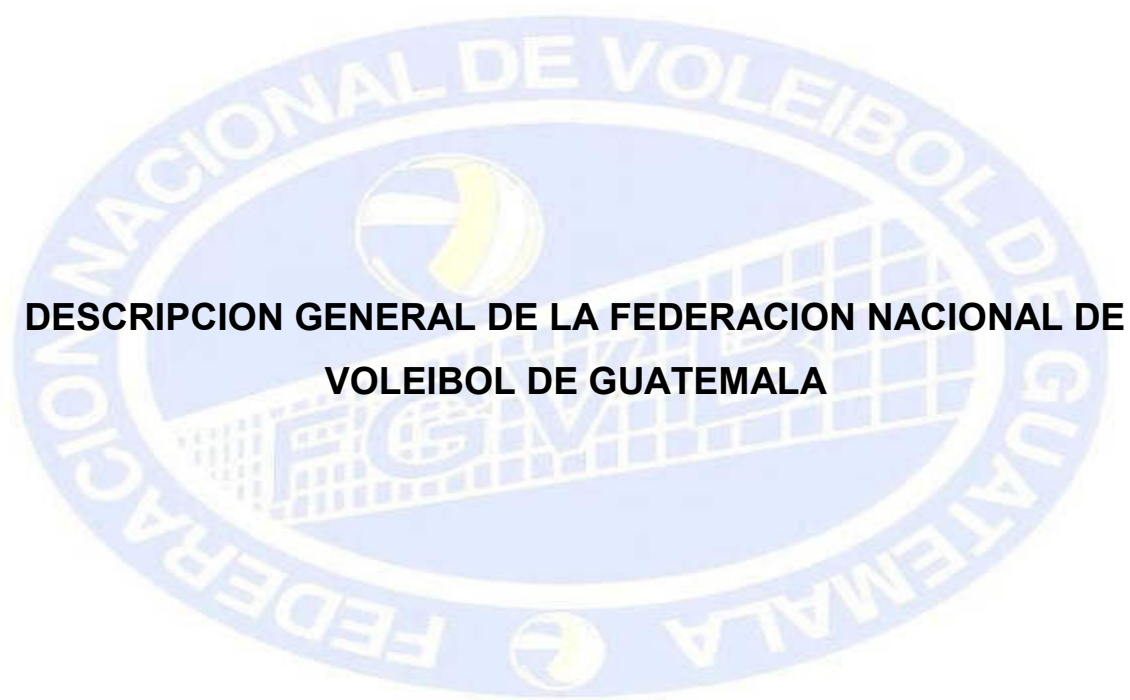 FEDERACION NACIONAL DE VOLEIBOL DE GUATEMALA
DESCRIPCION GENERAL DE LA FEDERACION NACIONAL DE
VOLEIBOL DE GUATEMALA
FGVB